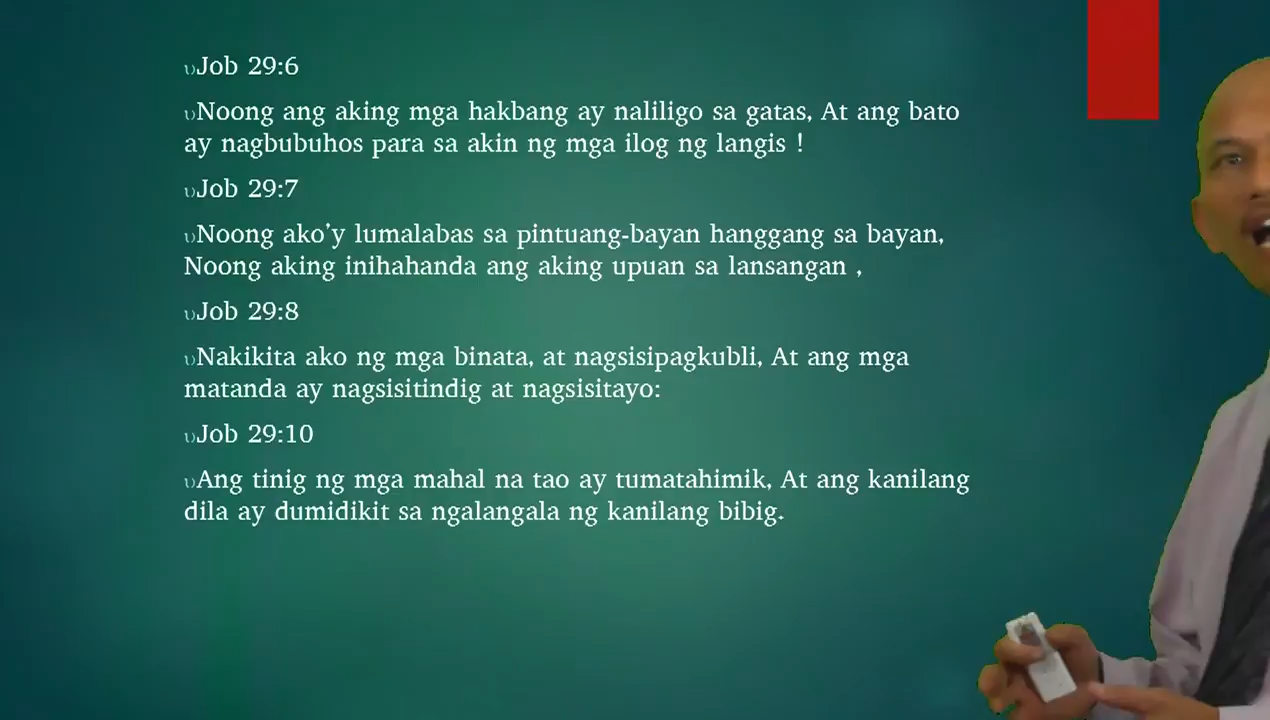 Job 29:6
Noong ang aking mga hakbang ay naliligo sa gatas, At ang bato
ay nagbubuhos para sa akin ng mga ilog ng langis !
Job 29:7
Noong ako’y lumalabas sa pintuang-bayan hanggang sa bayan,
Noong aking inihahanda ang aking upuan sa lansangan ,
Job 29:8
Nakikita ako ng mga binata, at nagsisipagkubli, At ang mga
matanda ay nagsisitindig at nagsisitayo:
Job 29:10
Ang tinig ng mga mahal na tao ay tumatahimik, At ang kanilang
dila ay dumidikit sa ngalangala ng kanilang bibig.